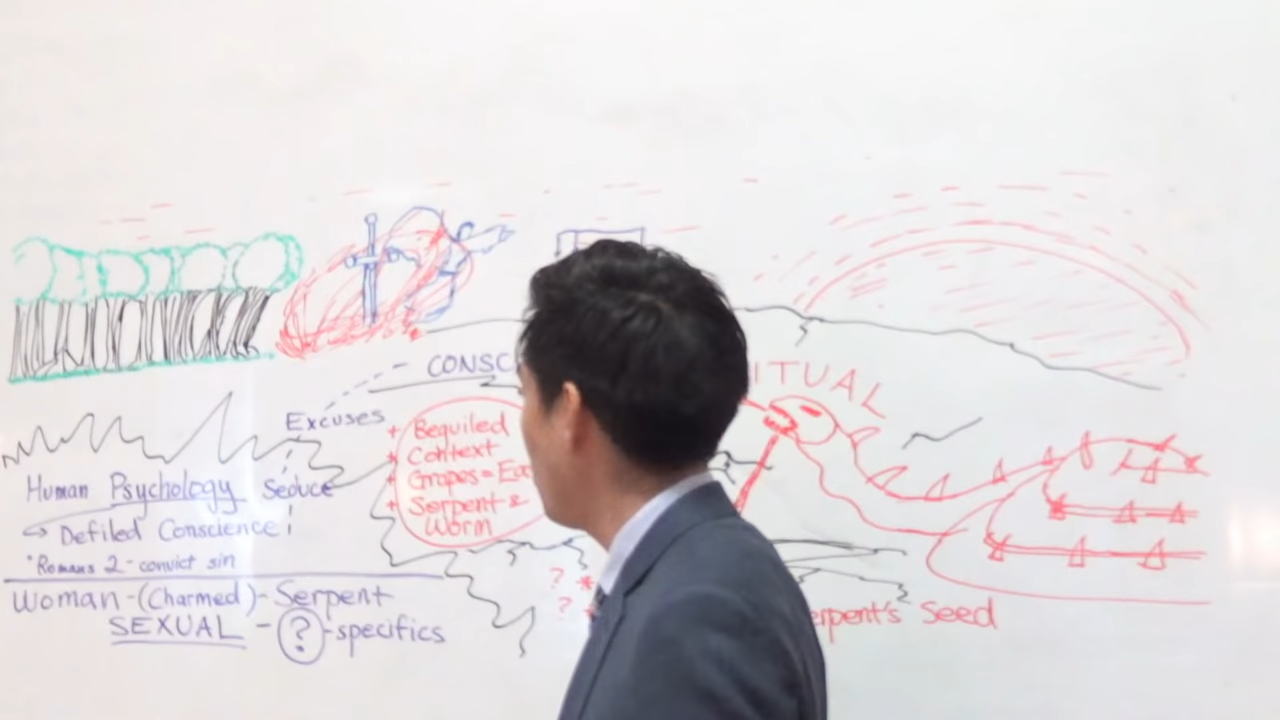 CONSC
ITUAL
Excuses
+ Bequiled
* Context
+ Grapes = Ea
+ Serpent &
Worm
Human Psychology Seduce
↳ Defiled Conscience
*Romans 2 - convict sin
Woman - (Charmed) - Serpent
SEXUAL - ? - specifics
? *
?
erpent's Seed